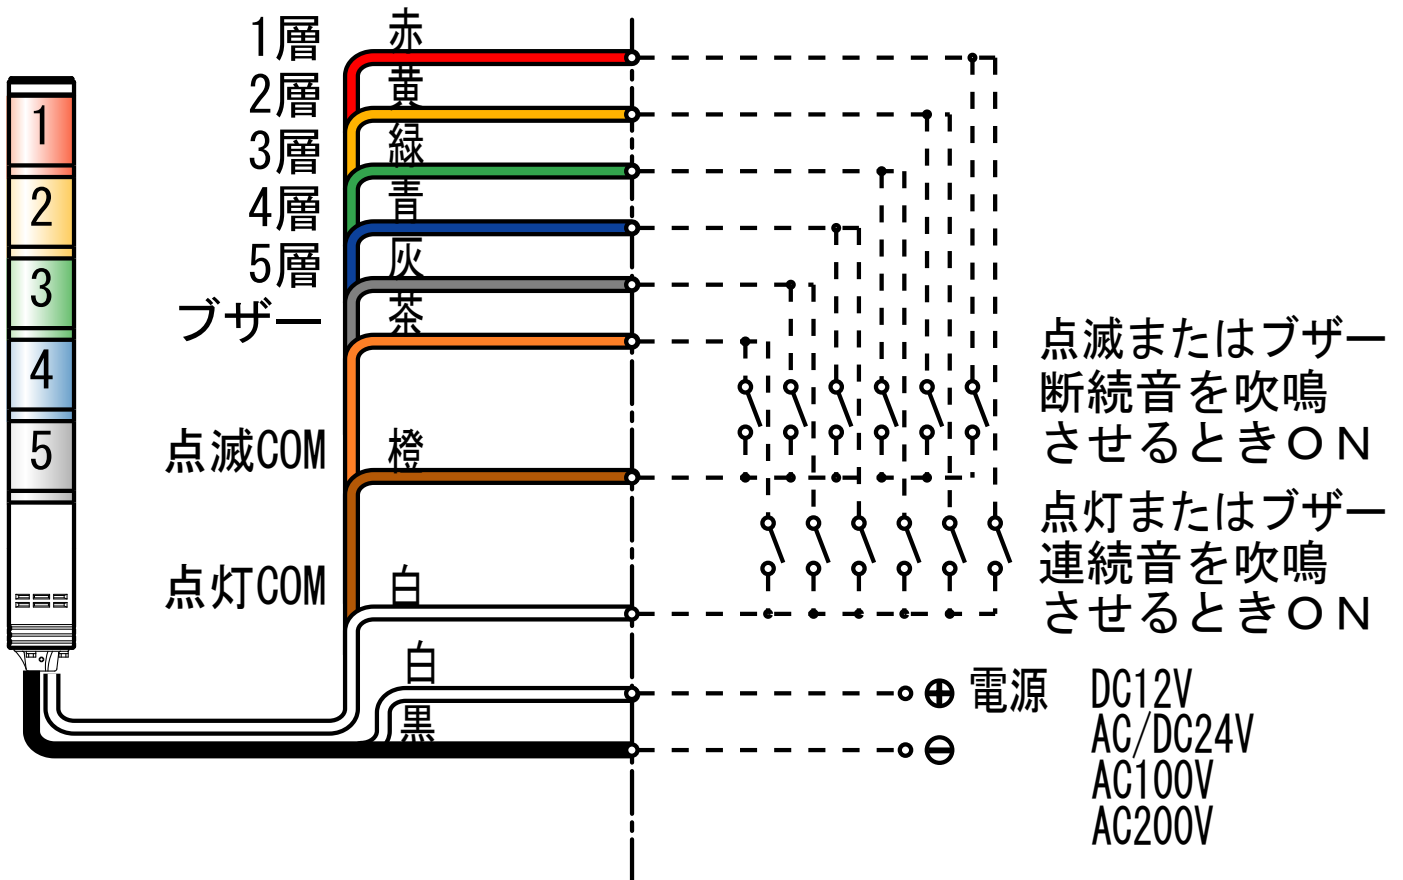 1層 赤
2層 黄
3層 緑
4層 青
5層 灰
ブザー 茶
点滅COM 橙
点灯COM 白
白
黒
1
2
3
4
5
点滅またはブザー
断続音を吹鳴
させるときＯＮ
点灯またはブザー
連続音を吹鳴
させるときＯＮ
⊕ 電源 DC12V
⊖ AC/DC24V
AC100V
AC200V